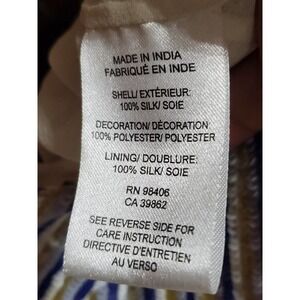 MADE IN INDIA
FABRIQUÉ EN INDE
SHELL/ EXTÉRIEUR:
100% SILK/ SOIE
DECORATION/ DÉCORATION:
100% POLYESTER/ POLYESTER
LINING/ DOUBLURE:
100% SILK/ SOIE
RN 98406
CA 39862
SEE REVERSE SIDE FOR
CARE INSTRUCTION
DIRECTIVE D'ENTRETIEN
AU VERSO